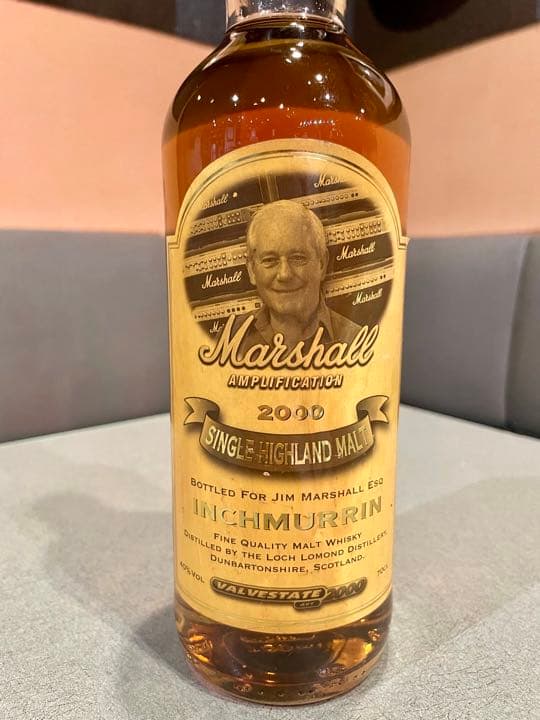 Marshall
Marshall
Marshall
Marshall
Marshall
AMPLIFICATION
2000
SINGLE HIGHLAND MALT
BOTTLED FOR JIM MARSHALL ESQ
INCHMURRIN
FINE QUALITY MALT WHISKY
DISTILLED BY THE LOCH LOMOND DISTILLERY,
DUNBARTONSHIRE, SCOTLAND.
40% VOL
70cl
VALVESTATE 2000
AVT